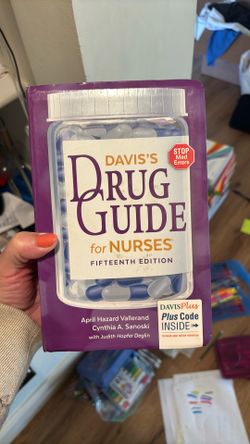 DAVIS'S
DRUG
GUIDE
for NURSES
FIFTEENTH EDITION
STOP
Med
Errors
April Hazard Vallerand
Cynthia A. Sanoski
with Judith Hopfer Deglin
DAVISPlus
Plus Code
INSIDE